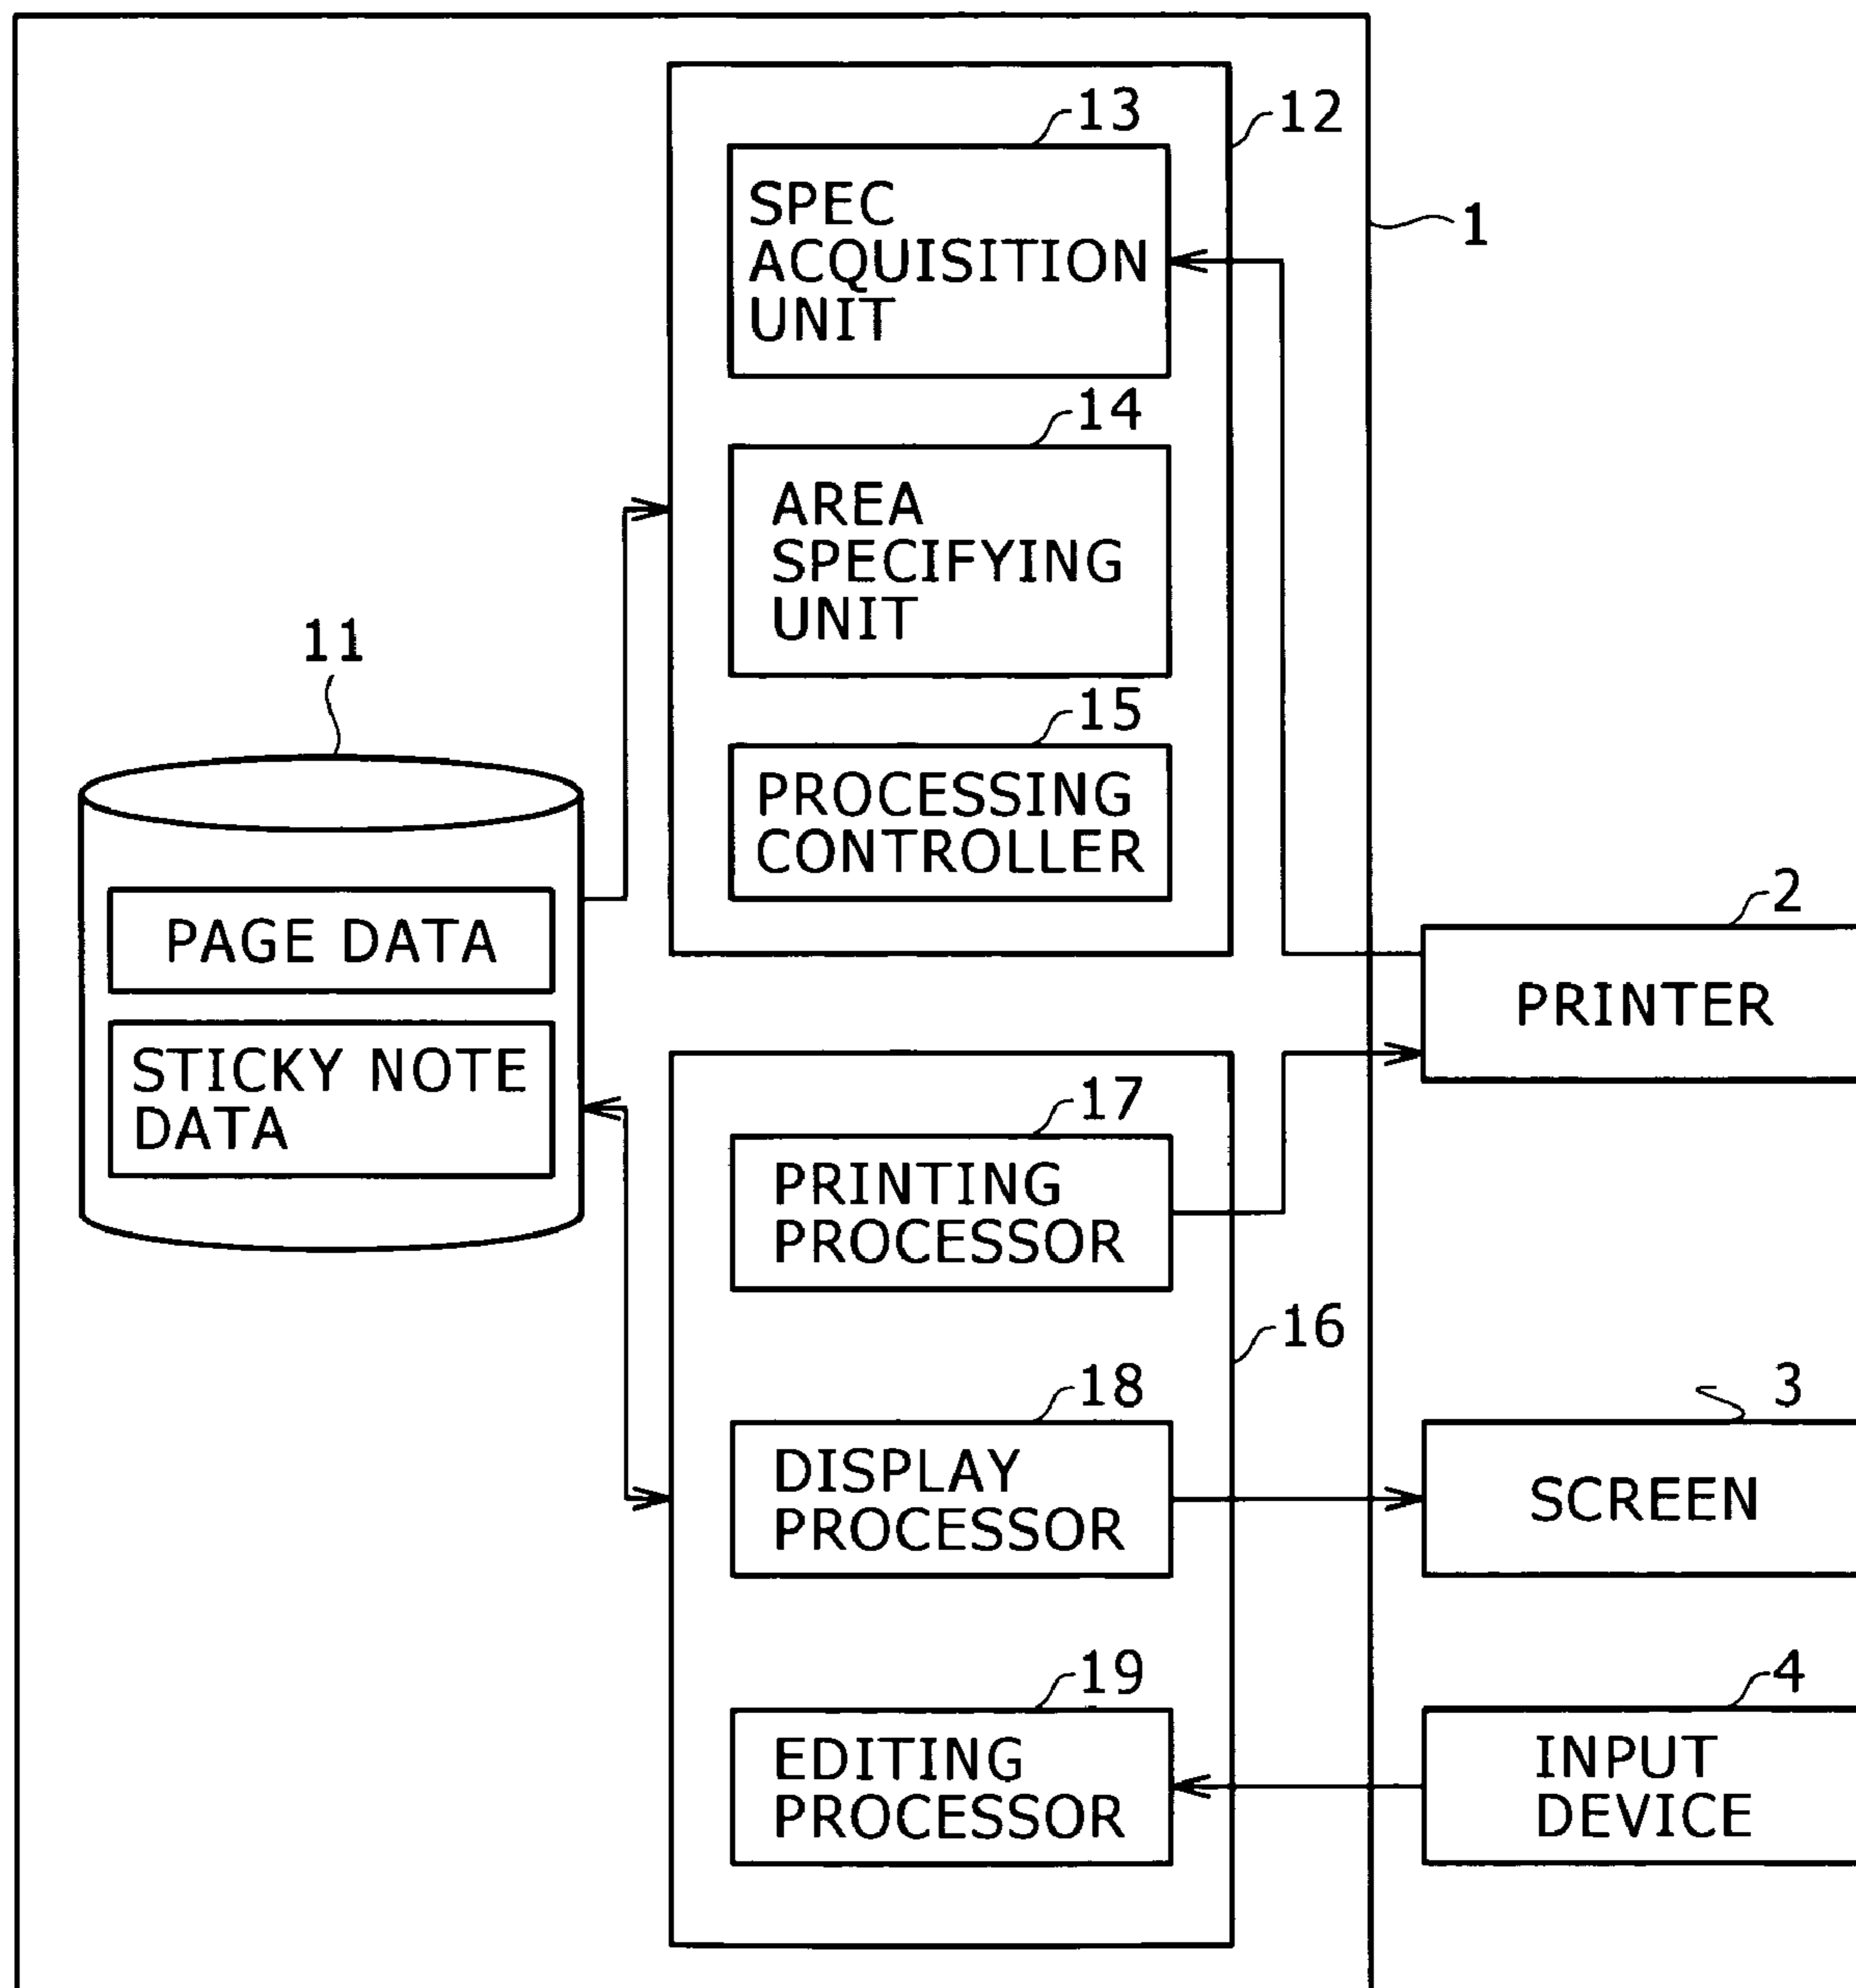 13
12
SPEC
ACQUISITION
UNIT
1
14
AREA
SPECIFYING
UNIT
11
15
PROCESSING
CONTROLLER
PAGE DATA
2
PRINTER
STICKY NOTE
DATA
17
PRINTING
PROCESSOR
16
18
3
DISPLAY
PROCESSOR
SCREEN
19
4
EDITING
PROCESSOR
INPUT
DEVICE